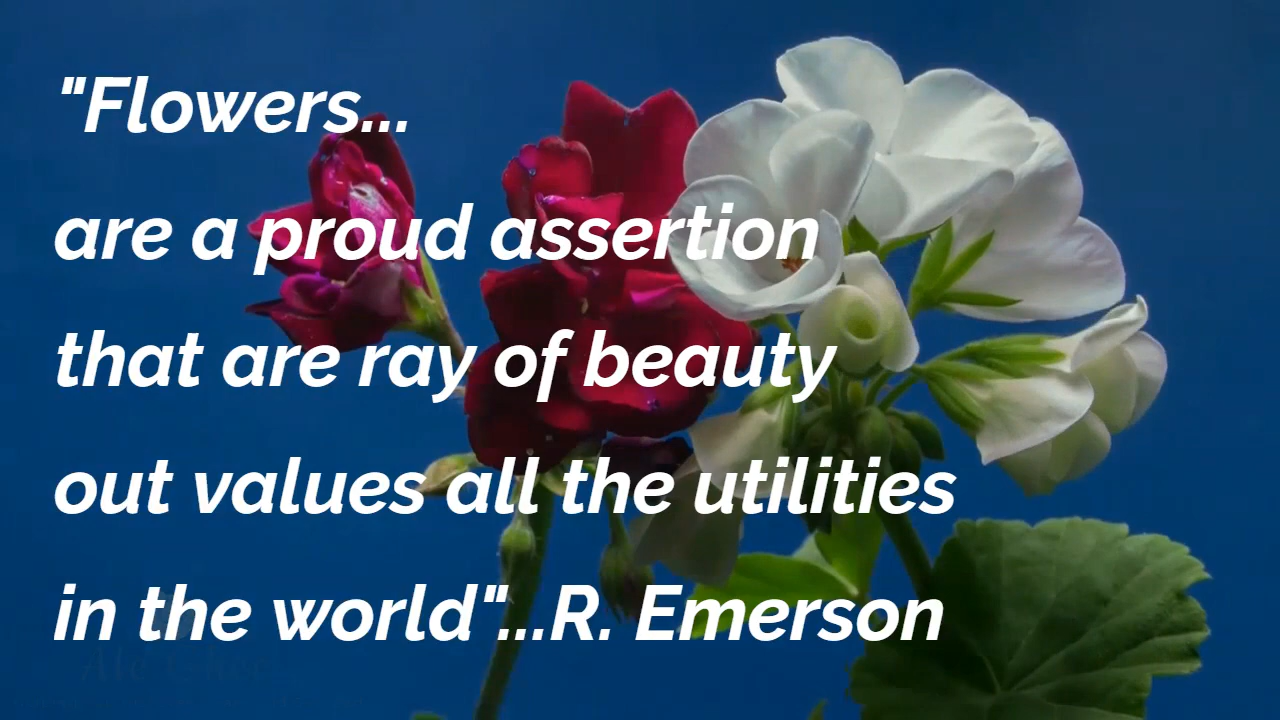 "Flowers...
are a proud assertion
that are ray of beauty
out values all the utilities
in the world"...R. Emerson